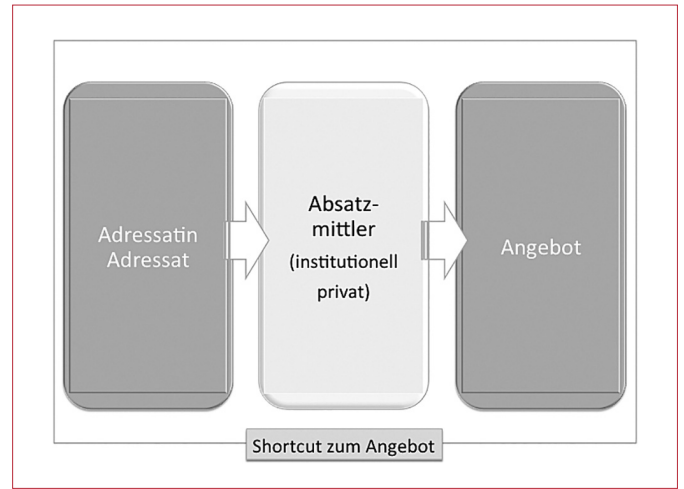 Adressatin
Adressat
Absatz-
mittler
(institutionell
privat)
Angebot
Shortcut zum Angebot